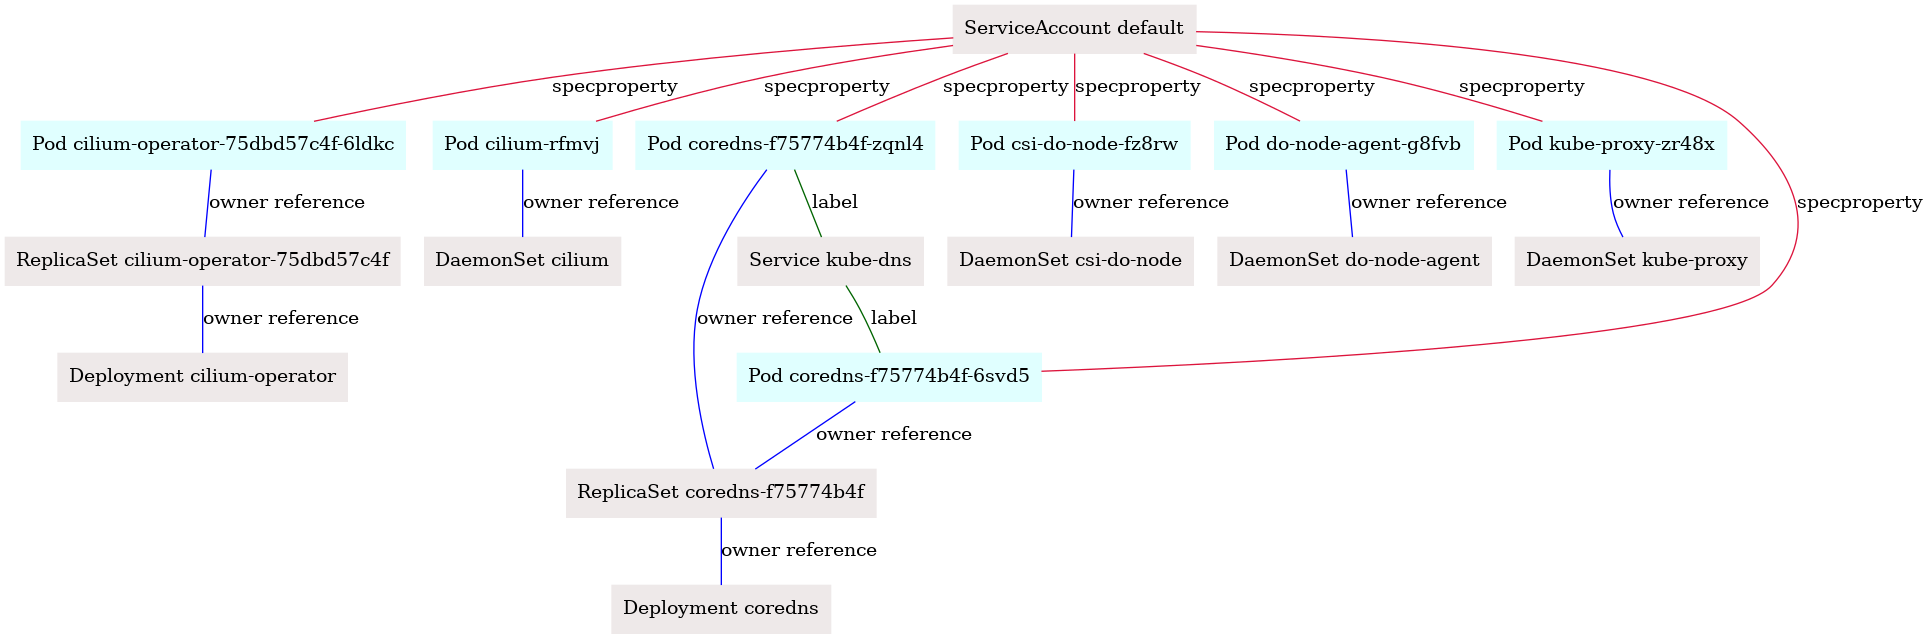 ServiceAccount default
specproperty
specproperty
specproperty
specproperty
specproperty
specproperty
Pod cilium-operator-75dbd57c4f-6ldkc
Pod cilium-rfmvj
Pod coredns-f75774b4f-zqnl4
Pod csi-do-node-fz8rw
Pod do-node-agent-g8fvb
Pod kube-proxy-zr48x
owner reference
owner reference
label
owner reference
owner reference
owner reference
specproperty
ReplicaSet cilium-operator-75dbd57c4f
DaemonSet cilium
Service kube-dns
DaemonSet csi-do-node
DaemonSet do-node-agent
DaemonSet kube-proxy
owner reference
owner reference
label
Deployment cilium-operator
Pod coredns-f75774b4f-6svd5
owner reference
ReplicaSet coredns-f75774b4f
owner reference
Deployment coredns